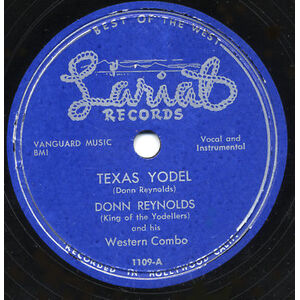 BEST OF THE WEST
Lariat
RECORDS
VANGUARD MUSIC
BMI
Vocal and
Instrumental
TEXAS YODEL
(Donn Reynolds)
DONN REYNOLDS
(King of the Yodellers)
and his
Western Combo
1109-A
RECORDED IN HOLLYWOOD CALIF.